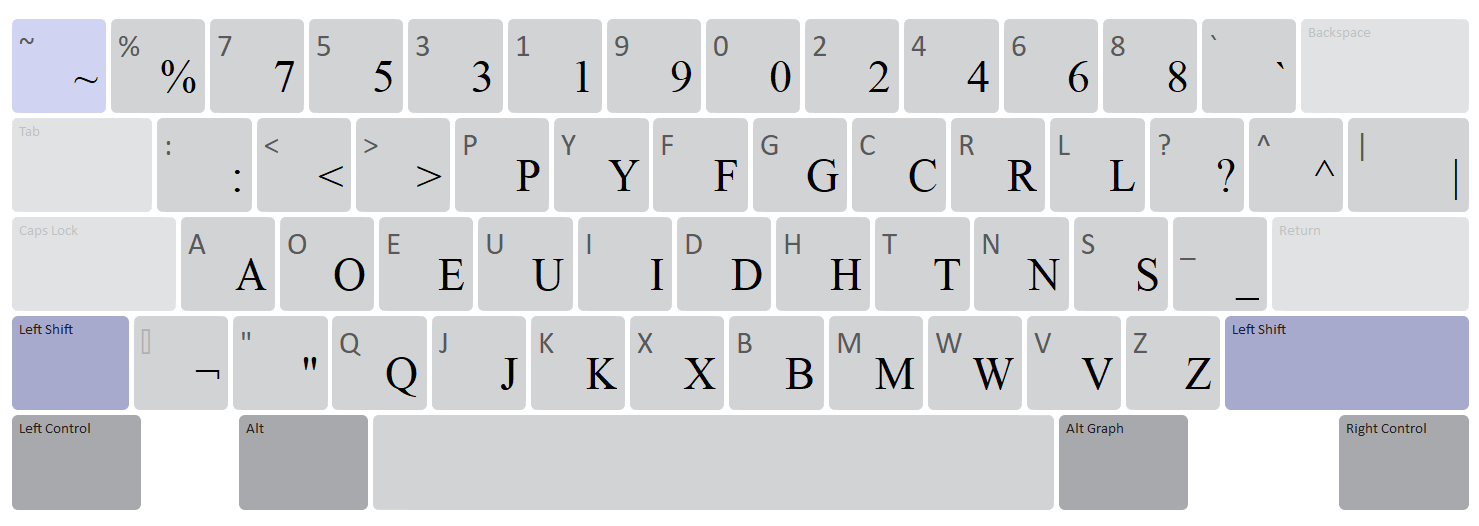 ~ % 7 5 3 1 9 0 2 4 6 8 ` Backspace
~ % 7 5 3 1 9 0 2 4 6 8 `
Tab : < > P Y F G C R L ? ^ |
: < > P Y F G C R L ? ^ |
Caps Lock A O E U I D H T N S _ Return
A O E U I D H T N S _
Left Shift " Q J K X B M W V Z Left Shift
¬ " Q J K X B M W V Z
Left Control Alt Alt Graph Right Control